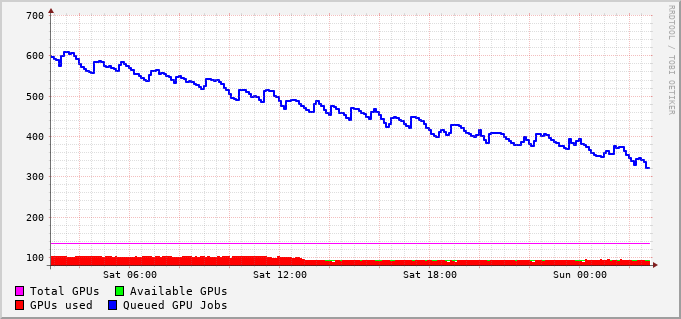 700
600
500
400
300
200
100
Sat 06:00 Sat 12:00 Sat 18:00 Sun 00:00
Total GPUs Available GPUs
GPUs used Queued GPU Jobs
RRDTOOL / TOBI OETIKER